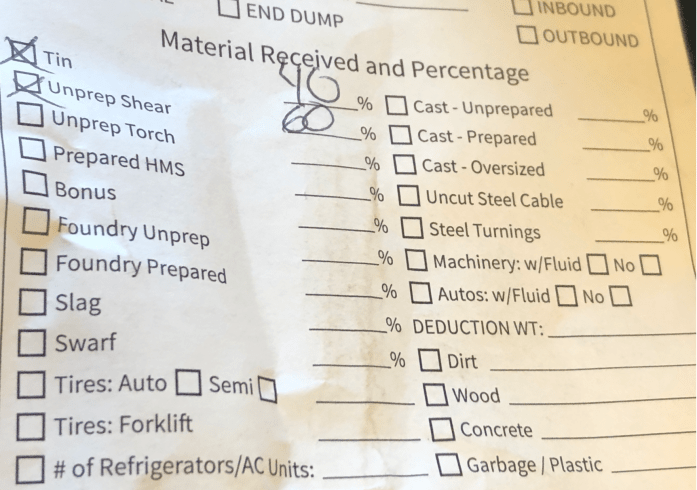 END DUMP
INBOUND
OUTBOUND
Material Received and Percentage
Tin 40 %
Unprep Shear 60 %
Unprep Torch %
Prepared HMS %
Bonus %
Foundry Unprep %
Foundry Prepared %
Slag %
Swarf %
Tires: Auto Semi
Tires: Forklift
# of Refrigerators/AC Units:
Cast - Unprepared %
Cast - Prepared %
Cast - Oversized %
Uncut Steel Cable %
Steel Turnings %
Machinery: w/Fluid No
Autos: w/Fluid No
DEDUCTION WT:
Dirt
Wood
Concrete
Garbage / Plastic